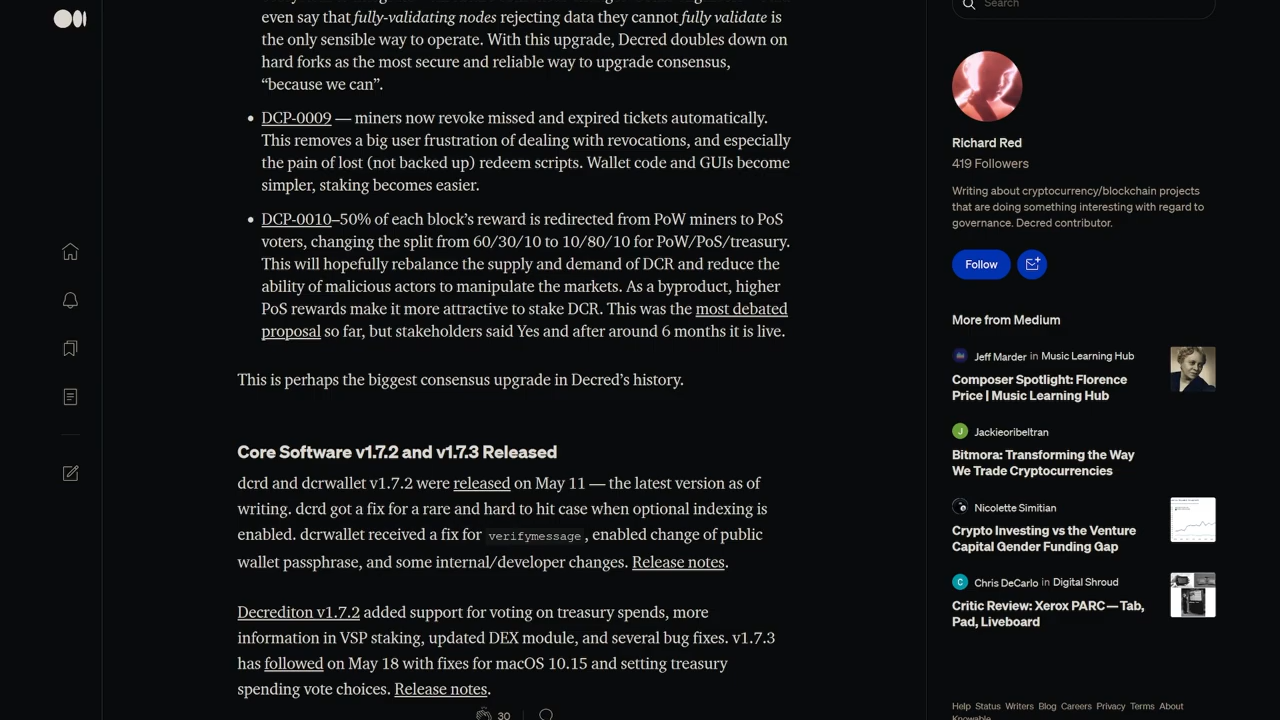 even say that fully-validating nodes rejecting data they cannot fully validate is
the only sensible way to operate. With this upgrade, Decred doubles down on
hard forks as the most secure and reliable way to upgrade consensus,
“because we can”.
DCP-0009 — miners now revoke missed and expired tickets automatically.
This removes a big user frustration of dealing with revocations, and especially
the pain of lost (not backed up) redeem scripts. Wallet code and GUIs become
simpler, staking becomes easier.
DCP-0010–50% of each block’s reward is redirected from PoW miners to PoS
voters, changing the split from 60/30/10 to 10/80/10 for PoW/PoS/treasury.
This will hopefully rebalance the supply and demand of DCR and reduce the
ability of malicious actors to manipulate the markets. As a byproduct, higher
PoS rewards make it more attractive to stake DCR. This was the most debated
proposal so far, but stakeholders said Yes and after around 6 months it is live.
This is perhaps the biggest consensus upgrade in Decred’s history.
Core Software v1.7.2 and v1.7.3 Released
dcrd and dcrwallet v1.7.2 were released on May 11 — the latest version as of
writing. dcrd got a fix for a rare and hard to hit case when optional indexing is
enabled. dcrwallet received a fix for verifymessage, enabled change of public
wallet passphrase, and some internal/developer changes. Release notes.
Decrediton v1.7.2 added support for voting on treasury spends, more
information in VSP staking, updated DEX module, and several bug fixes. v1.7.3
has followed on May 18 with fixes for macOS 10.15 and setting treasury
spending vote choices. Release notes.
30
Search
Richard Red
419 Followers
Writing about cryptocurrency/blockchain projects
that are doing something interesting with regard to
governance. Decred contributor.
Follow
More from Medium
Jeff Marder in Music Learning Hub
Composer Spotlight: Florence
Price | Music Learning Hub
J Jackieoribeltran
Bitmora: Transforming the Way
We Trade Cryptocurrencies
Nicolette Simitian
Crypto Investing vs the Venture
Capital Gender Funding Gap
C Chris DeCarlo in Digital Shroud
Critic Review: Xerox PARC — Tab,
Pad, Liveboard
Help Status Writers Blog Careers Privacy Terms About
Knowable